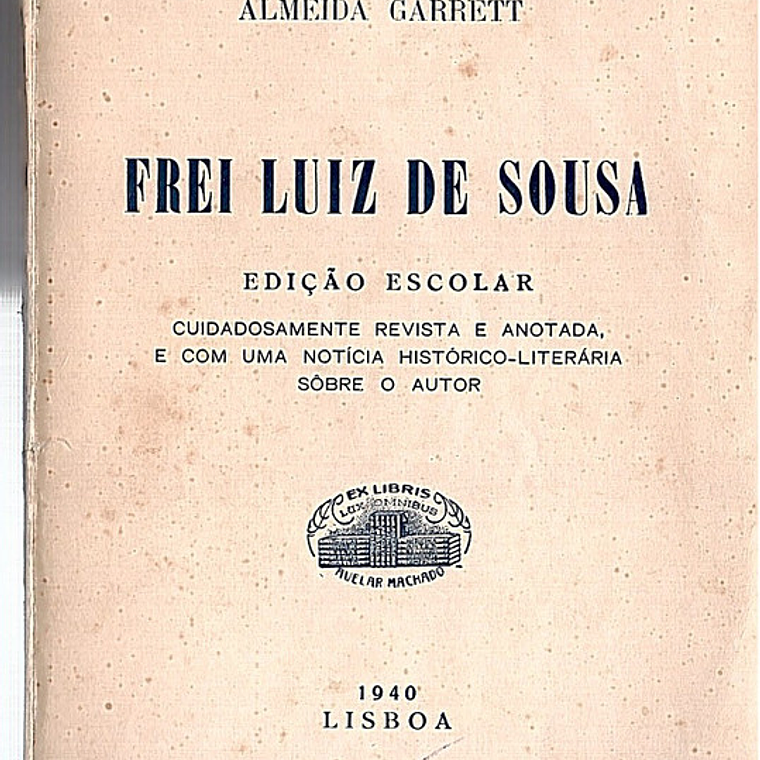 ALMEIDA GARRETT
FREI LUIZ DE SOUSA
EDIÇÃO ESCOLAR
CUIDADOSAMENTE REVISTA E ANOTADA,
E COM UMA NOTÍCIA HISTÓRICO-LITERÁRIA
SÔBRE O AUTOR
EX LIBRIS
LUX OMNIBUS
AVELAR MACHADO
1940
LISBOA